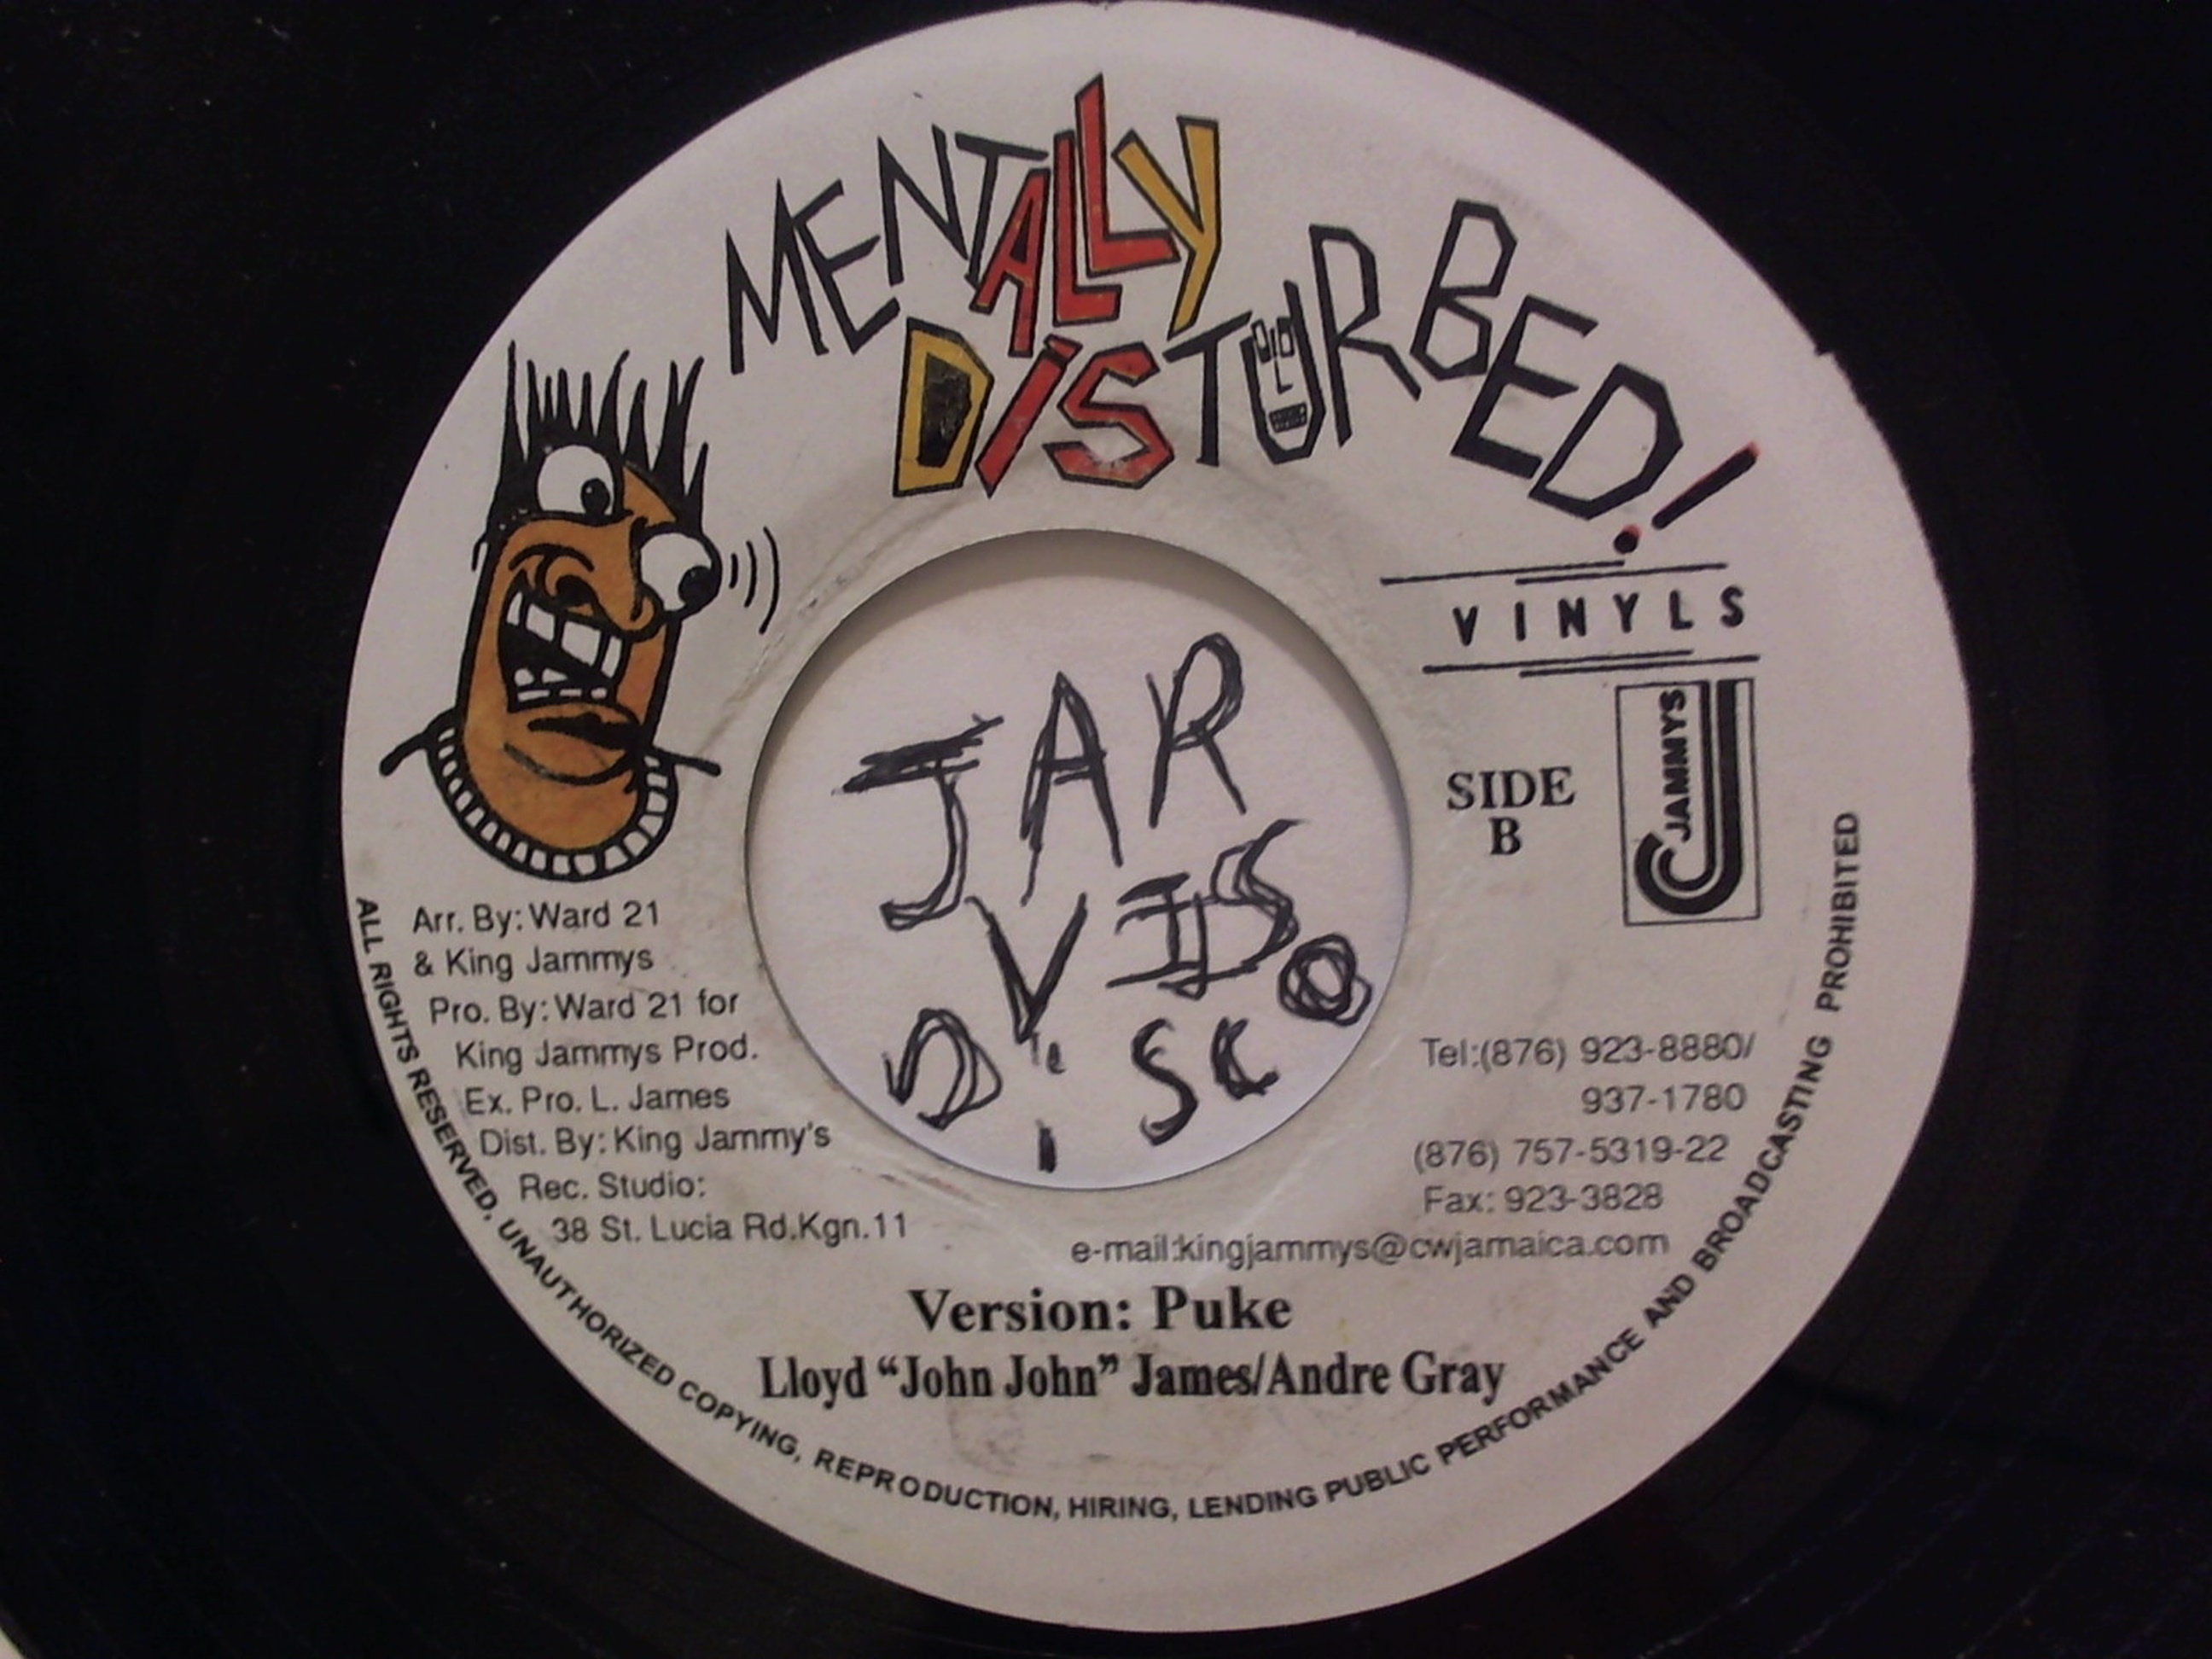 MENTALLY
DISTURBED!
VINYLS
JAMMYS
SIDE
B
JAR
VIS
DISCO
Arr. By: Ward 21
& King Jammys
Pro. By: Ward 21 for
King Jammys Prod.
Ex. Pro. L. James
Dist. By: King Jammy's
Rec. Studio:
38 St. Lucia Rd.Kgn.11
Tel:(876) 923-8880/
937-1780
(876) 757-5319-22
Fax: 923-3828
e-mail:kingjammys@cwjamaica.com
Version: Puke
Lloyd “John John” James/Andre Gray
ALL RIGHTS RESERVED, UNAUTHORIZED COPYING, REPRODUCTION, HIRING, LENDING PUBLIC PERFORMANCE AND BROADCASTING PROHIBITED